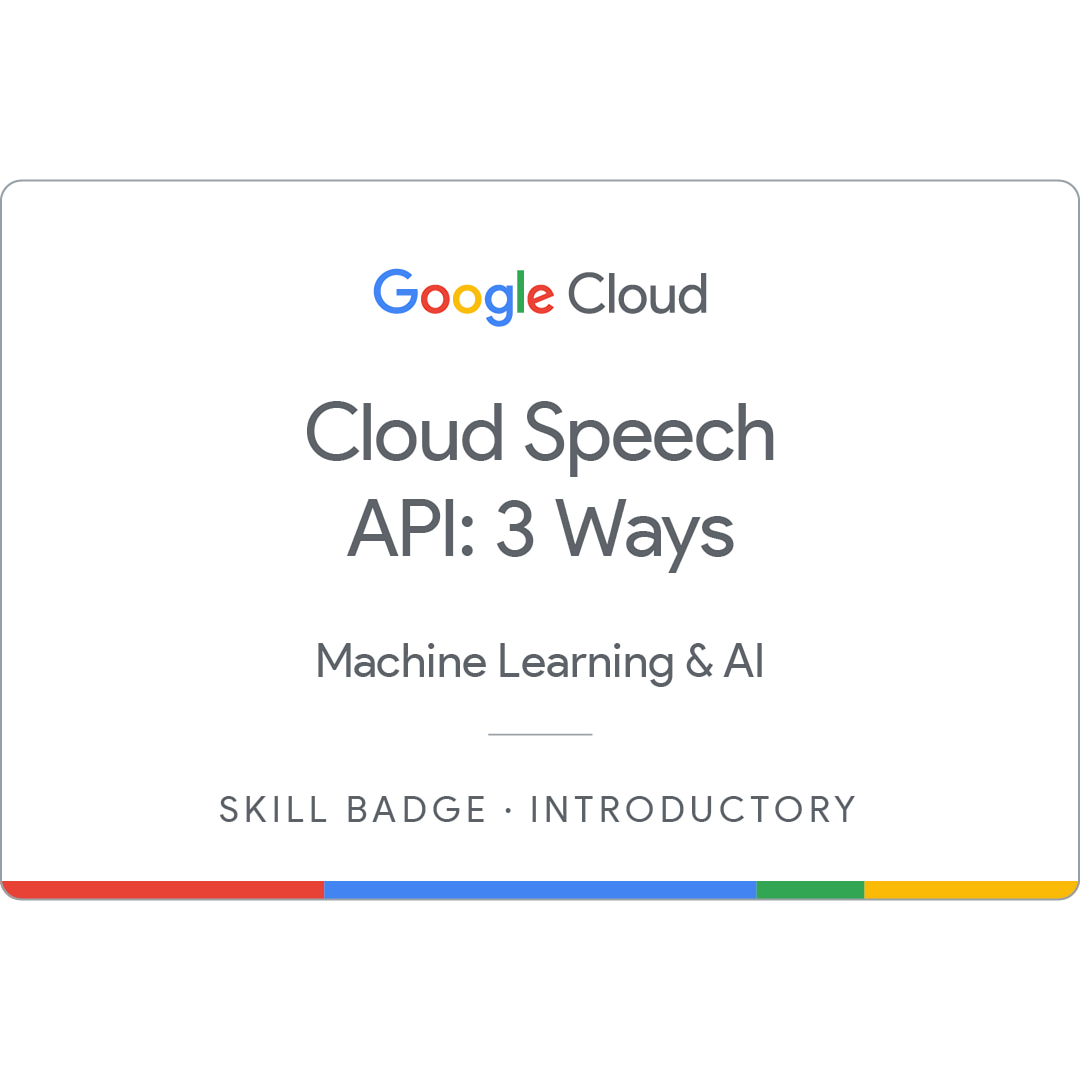 Google Cloud
Cloud Speech
API: 3 Ways
Machine Learning & AI
SKILL BADGE · INTRODUCTORY